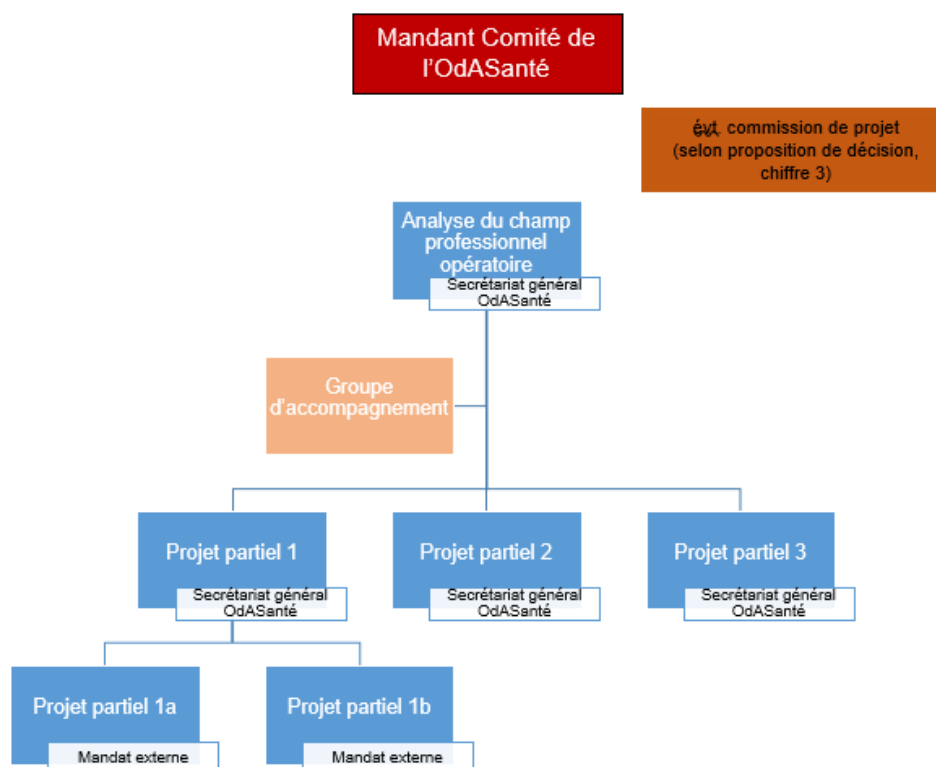 Mandant Comité de
l'OdASanté
évt. commission de projet
(selon proposition de décision,
chiffre 3)
Analyse du champ
professionnel
opératoire
Secrétariat général
OdASanté
Groupe
d'accompagnement
Projet partiel 1
Secrétariat général
OdASanté
Projet partiel 2
Secrétariat général
OdASanté
Projet partiel 3
Secrétariat général
OdASanté
Projet partiel 1a
Mandat externe
Projet partiel 1b
Mandat externe